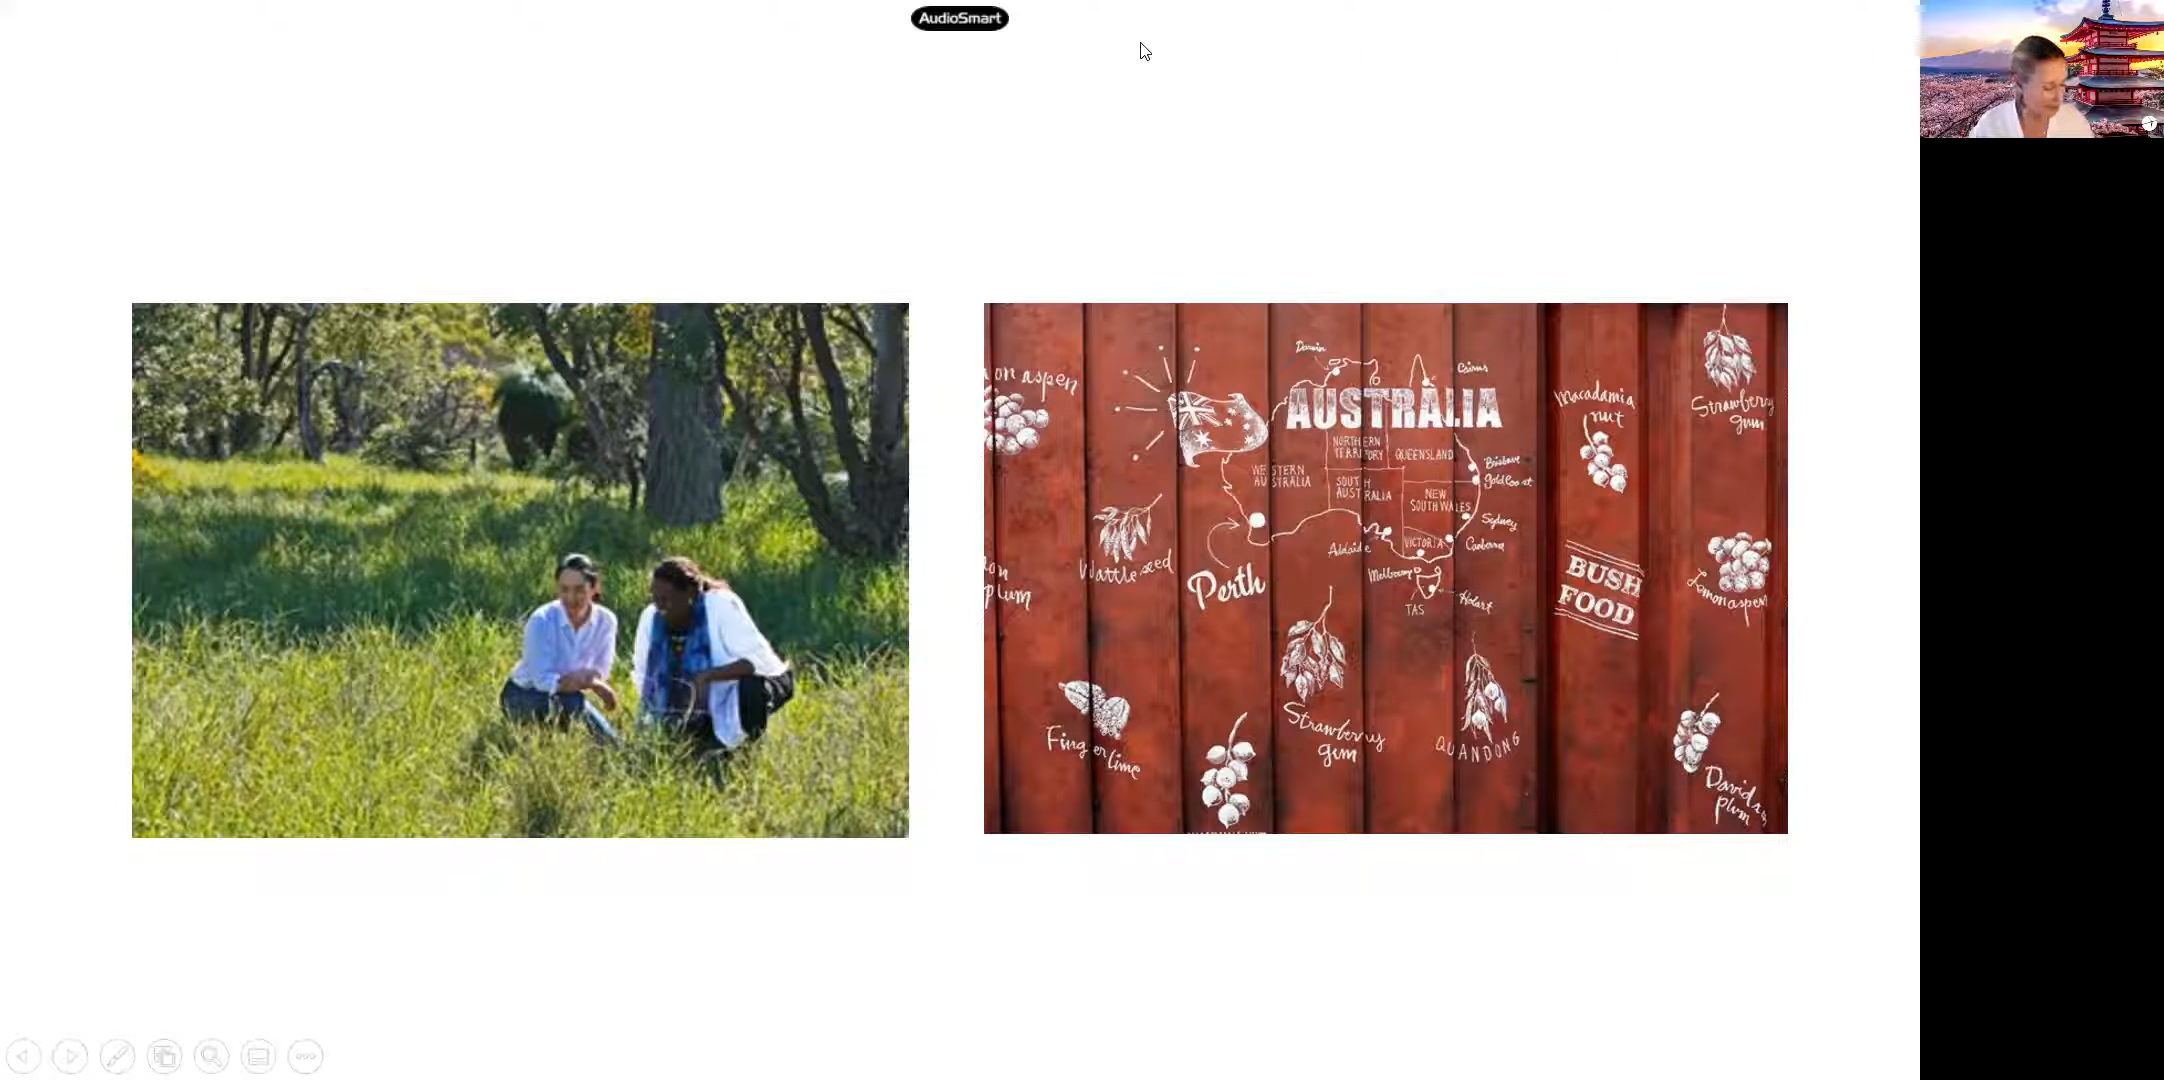 AudioSmart
on aspen
Darwin
Cairns
AUSTRALIA
Macadamia
nut
Strawberry
gum
NORTHERN
TERRITORY
QUEENSLAND
WESTERN
AUSTRALIA
SOUTH
AUSTRALIA
NEW
SOUTH WALES
Brisbane
Gold Coast
Sydney
Canberra
Adelaide
VICTORIA
Melbourne
Hobart
TAS
Perth
Wattle seed
plum
BUSH
FOOD
Lemon aspen
Finger lime
Strawberry
gum
QUANDONG
Davids
plum